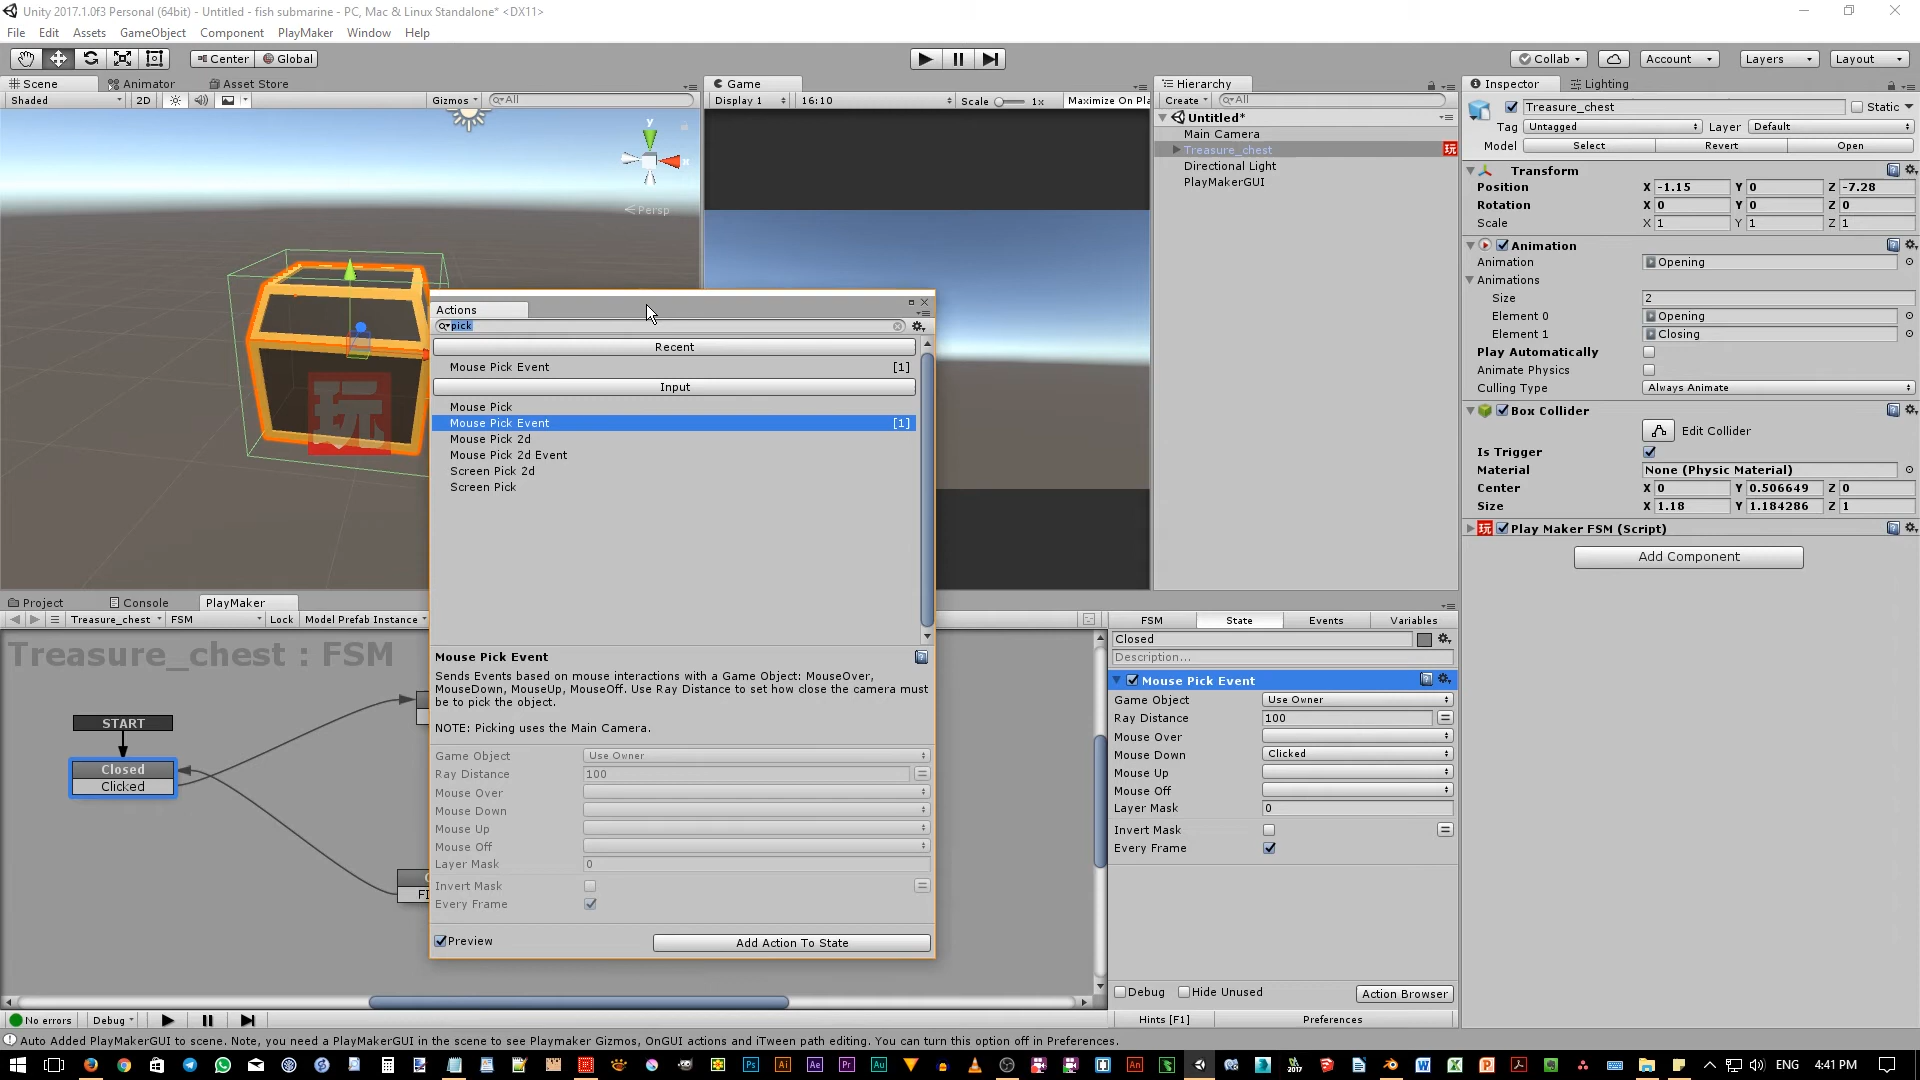 Unity 2017.1.0f3 Personal (64bit) - Untitled - fish submarine - PC, Mac & Linux Standalone* <DX11>
File Edit Assets GameObject Component PlayMaker Window Help
Center Global Collab Account Layers Layout
Scene Animator Asset Store Game Hierarchy Inspector Lighting
Shaded 2D Gizmos All Display 1 16:10 Scale 1x Maximize On Pl Create All
Treasure_chest Static
Untitled*
Main Camera
Treasure_chest 玩
Directional Light
PlayMakerGUI
Tag Untagged Layer Default
Model Select Revert Open
Transform
Position X -1.15 Y 0 Z -7.28
Rotation X 0 Y 0 Z 0
Scale X 1 Y 1 Z 1
Animation
Animation Opening
Animations
Size 2
Element 0 Opening
Element 1 Closing
Play Automatically
Animate Physics
Culling Type Always Animate
Box Collider
Edit Collider
Is Trigger
Material None (Physic Material)
Center X 0 Y 0.506649 Z 0
Size X 1.18 Y 1.184286 Z 1
玩 Play Maker FSM (Script)
Add Component
y
x
Persp
玩
Actions
pick
Recent
Mouse Pick Event [1]
Input
Mouse Pick
Mouse Pick Event [1]
Mouse Pick 2d
Mouse Pick 2d Event
Screen Pick 2d
Screen Pick
Mouse Pick Event
Sends Events based on mouse interactions with a Game Object: MouseOver,
MouseDown, MouseUp, MouseOff. Use Ray Distance to set how close the camera must
be to pick the object.
NOTE: Picking uses the Main Camera.
Game Object Use Owner
Ray Distance 100
Mouse Over
Mouse Down
Mouse Up
Mouse Off
Layer Mask 0
Invert Mask
Every Frame
Preview Add Action To State
Project Console PlayMaker
Treasure_chest FSM Lock Model Prefab Instance
Treasure_chest : FSM
START
Closed
Clicked
FI
FSM State Events Variables
Closed
Description...
Mouse Pick Event
Game Object Use Owner
Ray Distance 100
Mouse Over
Mouse Down Clicked
Mouse Up
Mouse Off
Layer Mask 0
Invert Mask
Every Frame
Debug Hide Unused Action Browser
Hints [F1] Preferences
No errors Debug
Auto Added PlayMakerGUI to scene. Note, you need a PlayMakerGUI in the scene to see Playmaker Gizmos, OnGUI actions and iTween path editing. You can turn this option off in Preferences.
Ps Ai Ae Pr Au An 2017 W X P ENG 4:41 PM